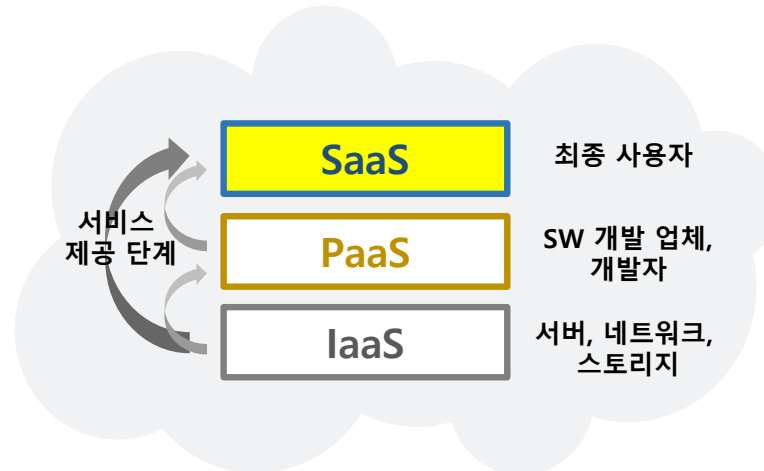 SaaS
최종 사용자
서비스
제공 단계
PaaS
SW 개발 업체,
개발자
IaaS
서버, 네트워크,
스토리지